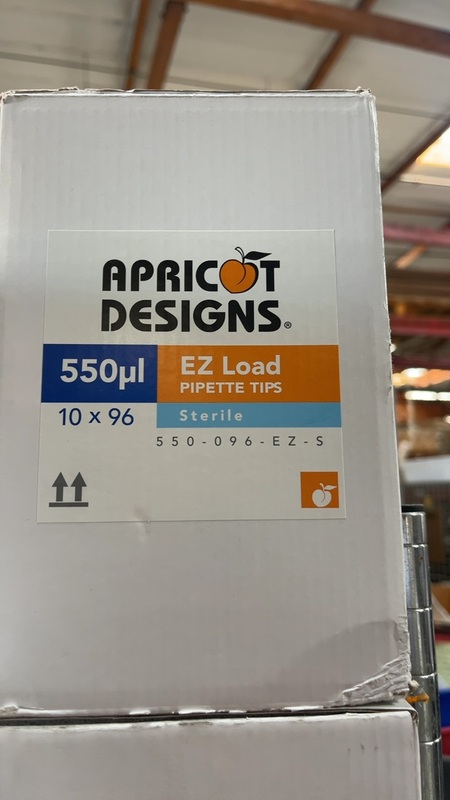 APRICOT
DESIGNS®
550µl
EZ Load
PIPETTE TIPS
10 x 96
Sterile
550-096-EZ-S